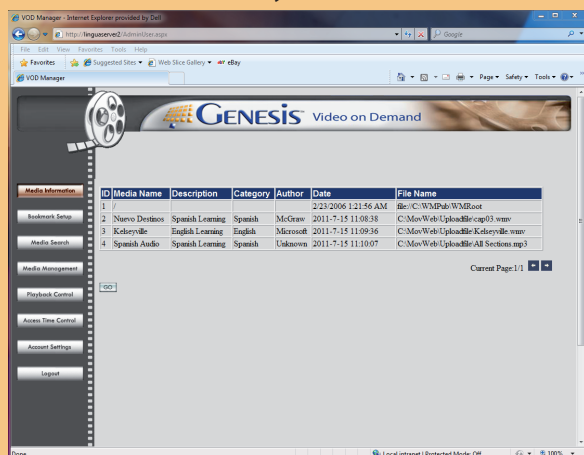 VOD Manager - Internet Explorer provided by Dell
http://linguaserver2/AdminUser.aspx
Google
File Edit View Favorites Tools Help
Favorites Suggested Sites Web Slice Gallery eBay
VOD Manager
Page Safety Tools
GENESIS Video on Demand
Media Information
Bookmark Setup
Media Search
Media Management
Playback Control
Access Time Control
Account Settings
Logout
ID Media Name Description Category Author Date File Name
1 / 2/23/2006 1:21:56 AM file://C:\WMPub\WMRoot
2 Nuevo Destinos Spanish Learning Spanish McGraw 2011-7-15 11:08:38 C:\MovWeb\Uploadfile\cap03.wmv
3 Kelseyville English Learning English Microsoft 2011-7-15 11:09:36 C:\MovWeb\Uploadfile\Kelseyville.wmv
4 Spanish Audio Spanish Learning Spanish Unknown 2011-7-15 11:10:07 C:\MovWeb\Uploadfile\All Sections.mp3
Current Page:1/1
GO
Done
Local intranet | Protected Mode: Off
100%